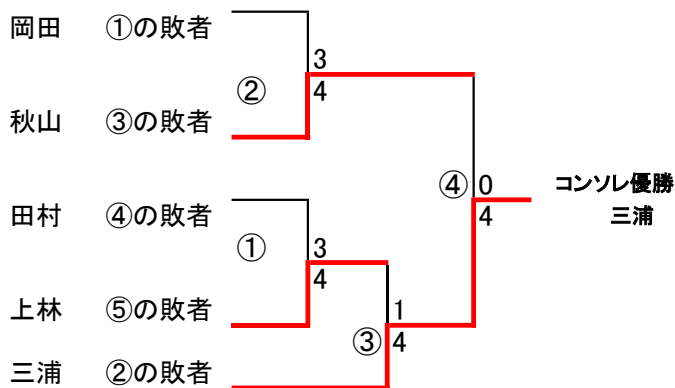 岡田 ①の敗者
3
②
4
秋山 ③の敗者
④ 0
コンソレ優勝
4
三浦
田村 ④の敗者
①
3
4
上林 ⑤の敗者
1
③ 4
三浦 ②の敗者